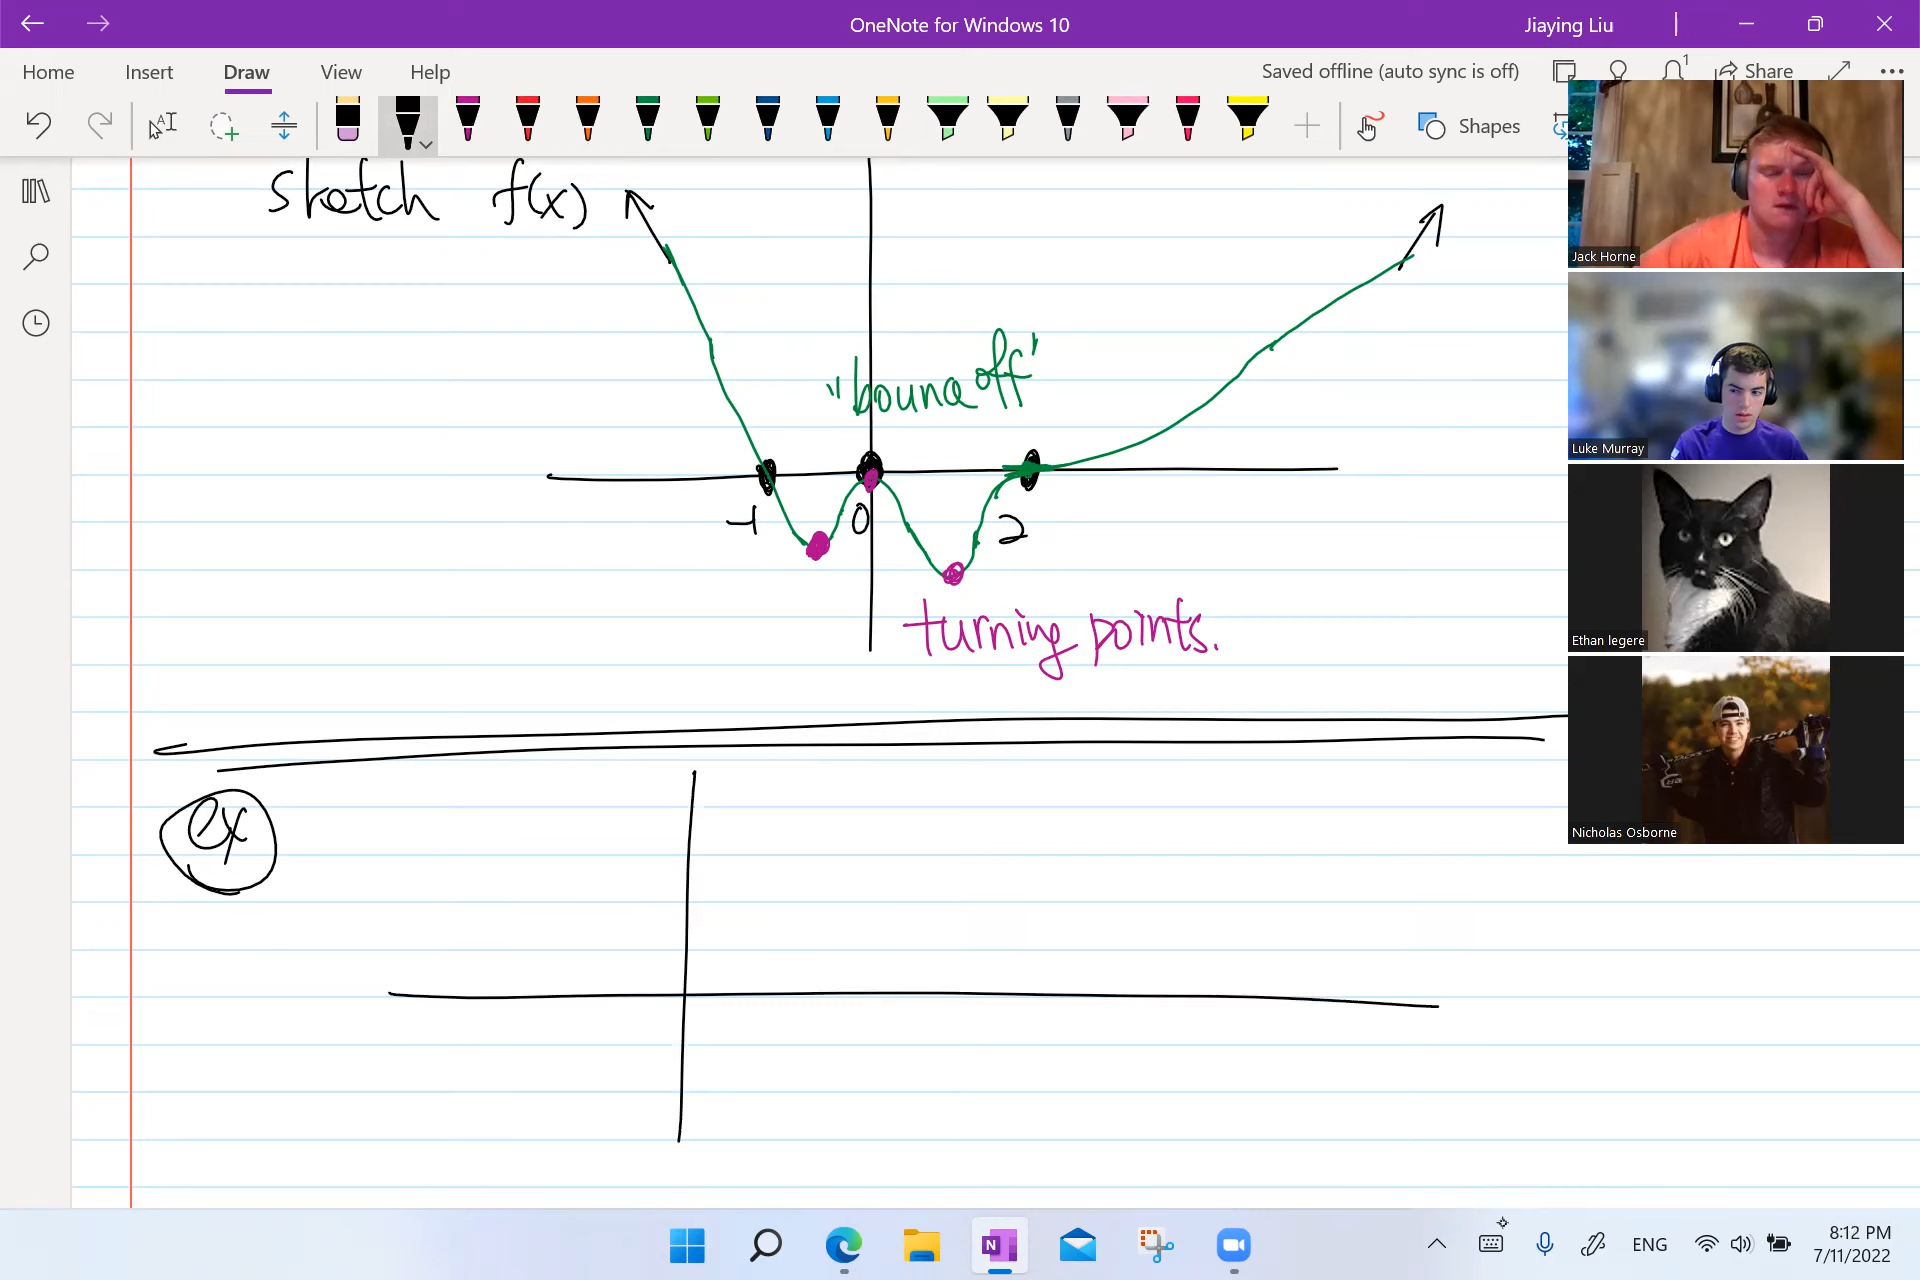 OneNote for Windows 10
Jiaying Liu
Home Insert Draw View Help
Saved offline (auto sync is off)
1
Share
Shapes
sketch f(x)
"bounce off"
-1 0 2
turning points.
ex
Jack Horne
Luke Murray
Ethan legere
Nicholas Osborne
ENG
8:12 PM
7/11/2022